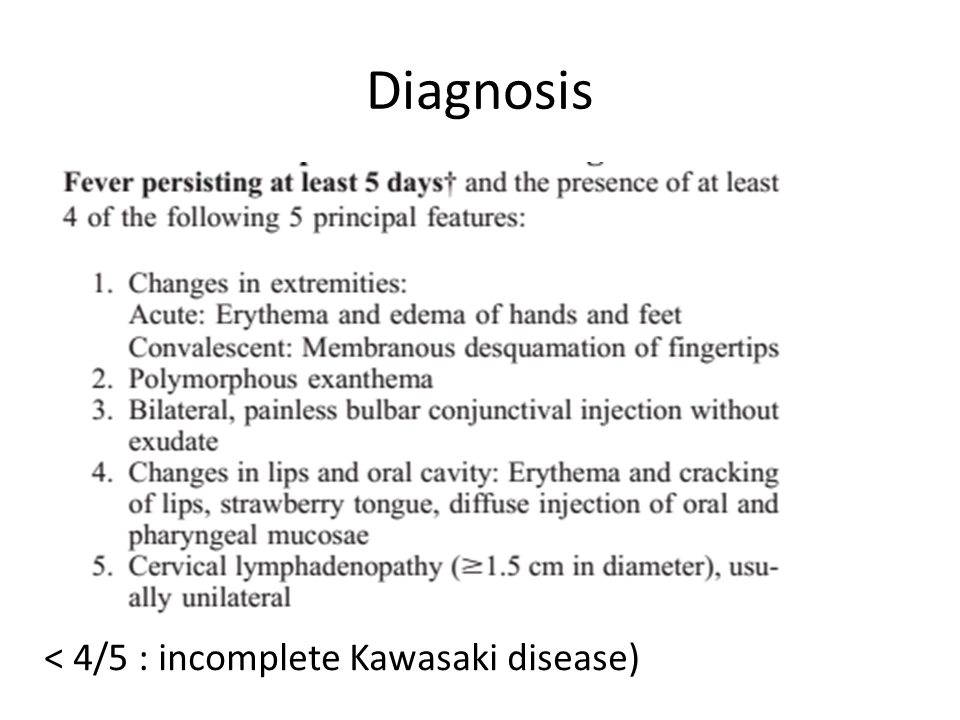 Diagnosis
Fever persisting at least 5 days† and the presence of at least
4 of the following 5 principal features:
1. Changes in extremities:
Acute: Erythema and edema of hands and feet
Convalescent: Membranous desquamation of fingertips
2. Polymorphous exanthema
3. Bilateral, painless bulbar conjunctival injection without
exudate
4. Changes in lips and oral cavity: Erythema and cracking
of lips, strawberry tongue, diffuse injection of oral and
pharyngeal mucosae
5. Cervical lymphadenopathy (≥1.5 cm in diameter), usu-
ally unilateral
< 4/5 : incomplete Kawasaki disease)